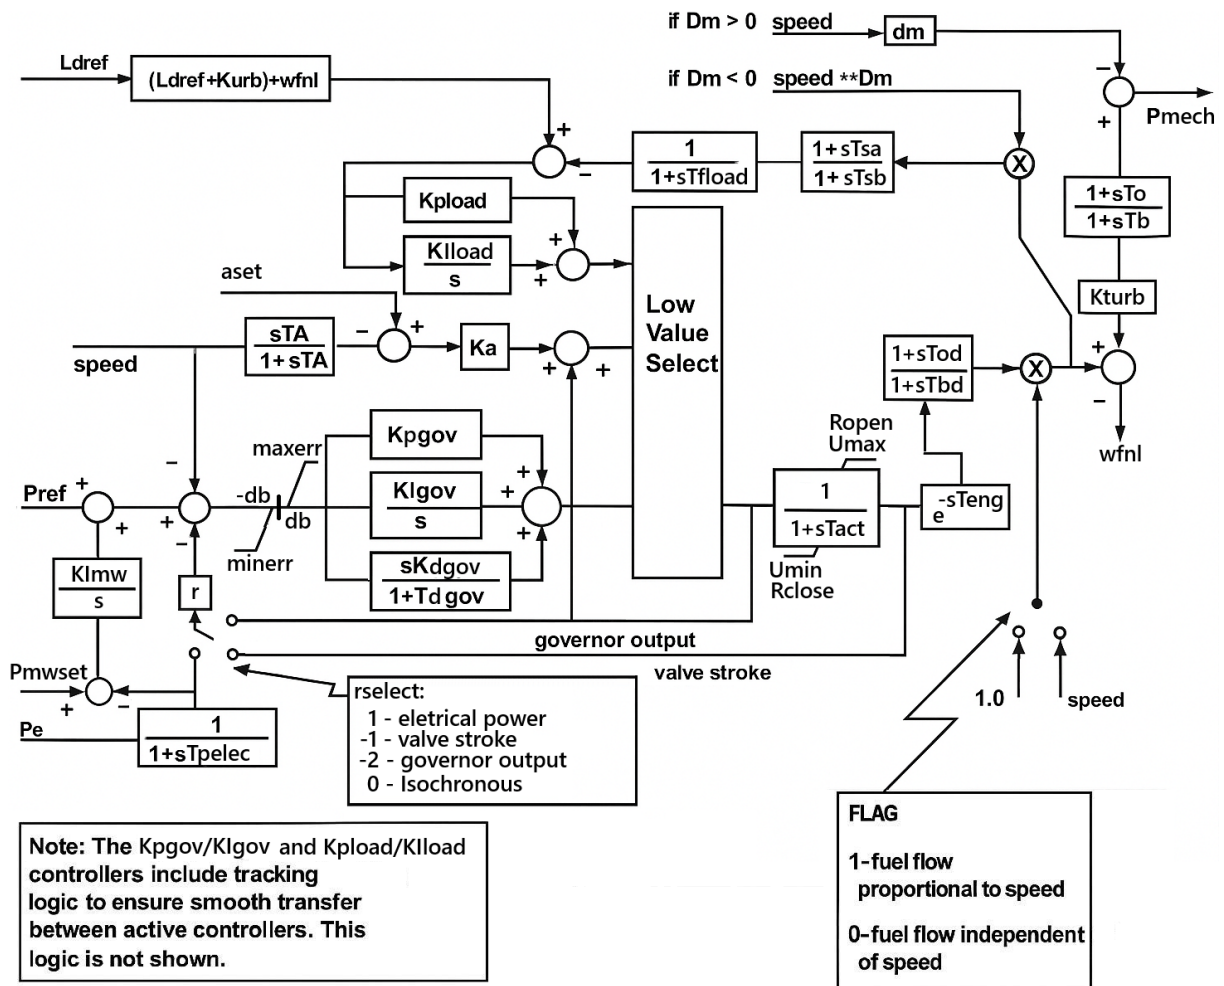 if Dm > 0 speed
dm
Ldref
(Ldref+Kurb)+wfnl
if Dm < 0 speed **Dm
−
+
Pmech
+
−
1
1+sTfload
1+sTsa
1+sTsb
X
1+sTo
1+sTb
Kpload
KIload
s
+
+
Kturb
aset
Low
Value
Select
speed
sTA
1+sTA
−
+
Ka
+
+
1+sTod
1+sTbd
X
+
−
wfnl
Ropen
Umax
maxerr
Kpgov
−
-db
db
minerr
KIgov
s
+
+
+
Pref
+
+
+
−
1
1+sTact
-sTeng
e
Umin
Rclose
KImw
s
r
sKdgov
1+Tdgov
governor output
valve stroke
Pmwset
+
−
Pe
1
1+sTpelec
rselect:
1 - eletrical power
-1 - valve stroke
-2 - governor output
0 - Isochronous
1.0
speed
FLAG
1-fuel flow
proportional to speed
0-fuel flow independent
of speed
Note: The Kpgov/KIgov and Kpload/KIload
controllers include tracking
logic to ensure smooth transfer
between active controllers. This
logic is not shown.